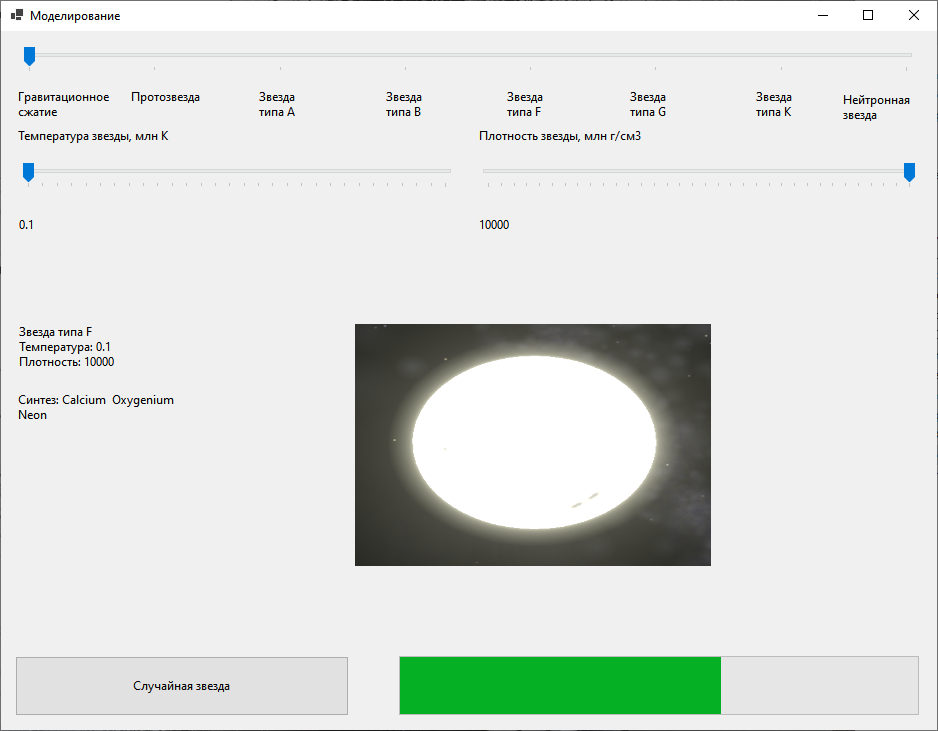 Моделирование
Гравитационное сжатие
Протозвезда
Звезда типа A
Звезда типа B
Звезда типа F
Звезда типа G
Звезда типа K
Нейтронная звезда
Температура звезды, млн К
Плотность звезды, млн г/см3
0.1
10000
Звезда типа F
Температура: 0.1
Плотность: 10000
Синтез: Calcium Oxygenium
Neon
Случайная звезда